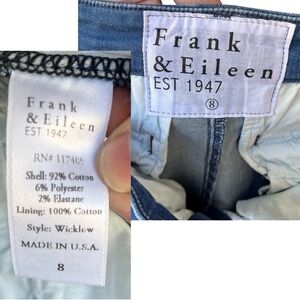 Frank
& Eileen
EST 1947
RN# 117409
Shell: 92% Cotton
6% Polyester
2% Elastane
Lining: 100% Cotton
Style: Wicklow
MADE IN U.S.A.
8
Frank
& Eileen
EST 1947
8